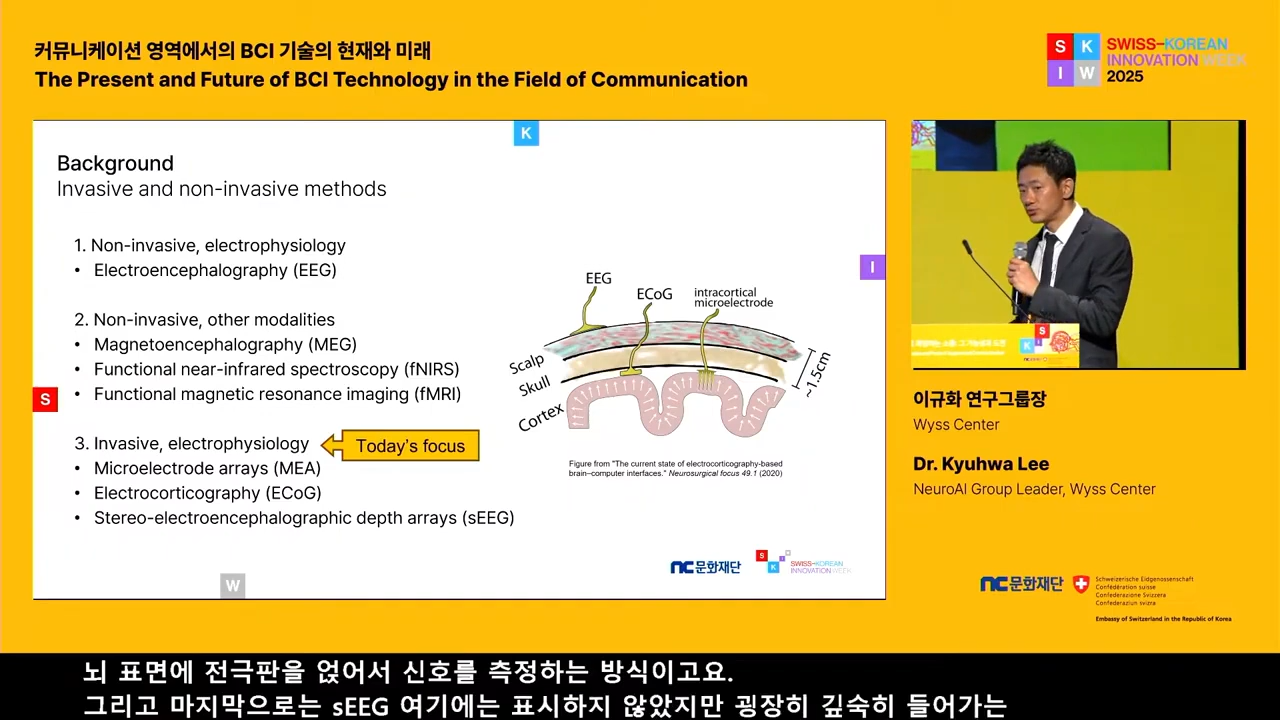 커뮤니케이션 영역에서의 BCI 기술의 현재와 미래
The Present and Future of BCI Technology in the Field of Communication
S K
I W
SWISS–KOREAN
INNOVATION WEEK
2025
K
Background
Invasive and non-invasive methods
1. Non-invasive, electrophysiology
• Electroencephalography (EEG)
2. Non-invasive, other modalities
• Magnetoencephalography (MEG)
• Functional near-infrared spectroscopy (fNIRS)
• Functional magnetic resonance imaging (fMRI)
S
3. Invasive, electrophysiology
Today's focus
• Microelectrode arrays (MEA)
• Electrocorticography (ECoG)
• Stereo-electroencephalographic depth arrays (sEEG)
I
EEG
ECoG
intracortical
microelectrode
Scalp
Skull
Cortex
~1.5cm
Figure from "The current state of electrocorticography-based
brain–computer interfaces." Neurosurgical focus 49.1 (2020)
W
nc문화재단
S
K I
SWISS–KOREAN
INNOVATION WEEK
S
K I
이규화 연구그룹장
Wyss Center
Dr. Kyuhwa Lee
NeuroAI Group Leader, Wyss Center
nc문화재단
Schweizerische Eidgenossenschaft
Confédération suisse
Confederazione Svizzera
Confederaziun svizra
Embassy of Switzerland in the Republic of Korea
뇌 표면에 전극판을 얹어서 신호를 측정하는 방식이고요.
그리고 마지막으로는 sEEG 여기에는 표시하지 않았지만 굉장히 깊숙히 들어가는